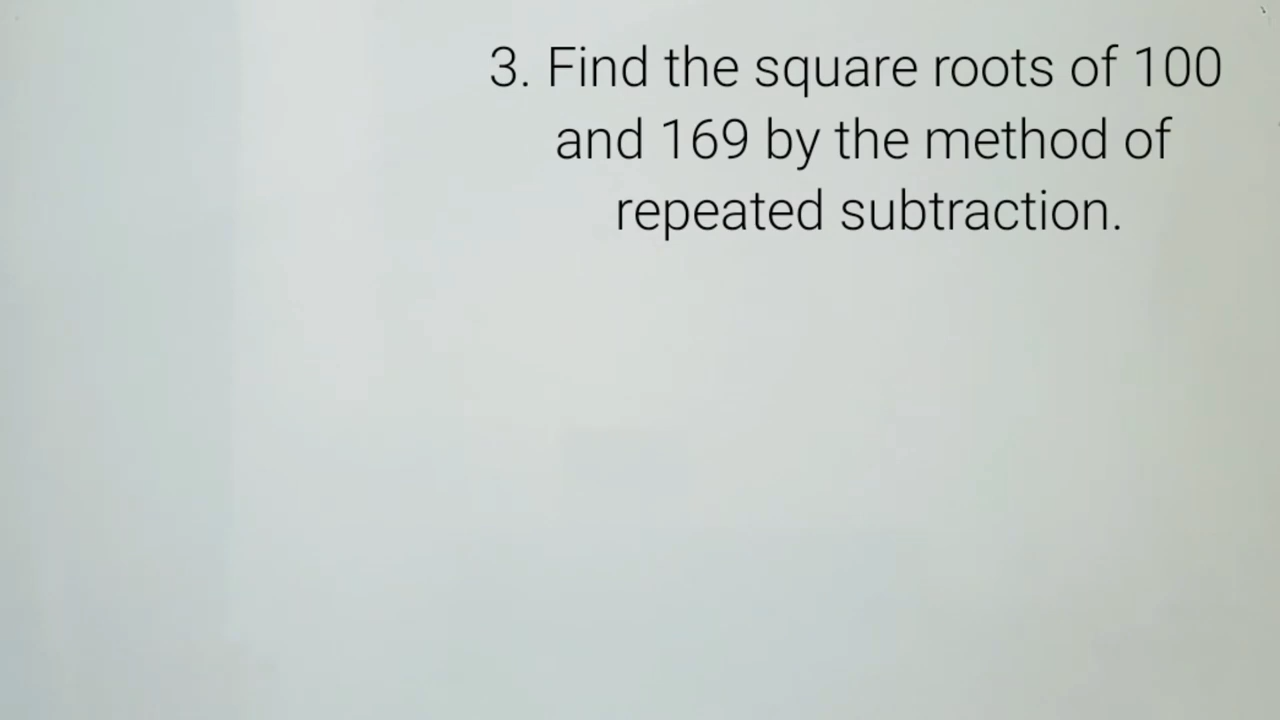 3. Find the square roots of 100
and 169 by the method of
repeated subtraction.